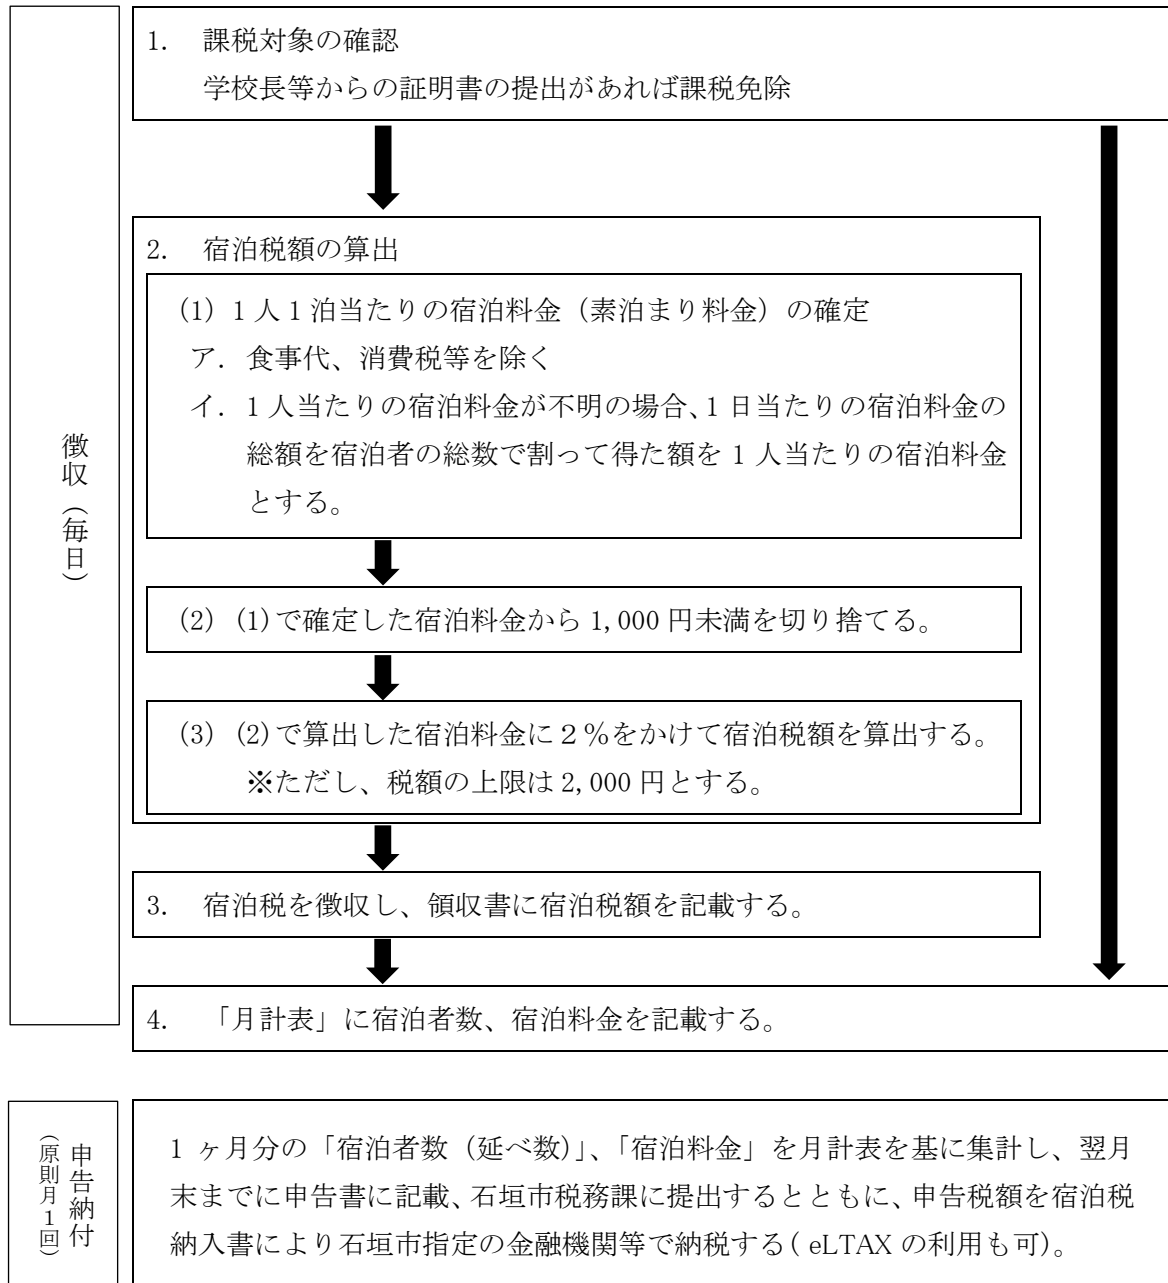 徴収（毎日）
1. 課税対象の確認
学校長等からの証明書の提出があれば課税免除
2. 宿泊税額の算出
(1) 1人1泊当たりの宿泊料金（素泊まり料金）の確定
ア．食事代、消費税等を除く
イ．1人当たりの宿泊料金が不明の場合、1日当たりの宿泊料金の
総額を宿泊者の総数で割って得た額を1人当たりの宿泊料金
とする。
(2) (1)で確定した宿泊料金から1,000円未満を切り捨てる。
(3) (2)で算出した宿泊料金に２％をかけて宿泊税額を算出する。
※ただし、税額の上限は2,000円とする。
3. 宿泊税を徴収し、領収書に宿泊税額を記載する。
4. 「月計表」に宿泊者数、宿泊料金を記載する。
申告納付
（原則月１回）
1ヶ月分の「宿泊者数（延べ数）」、「宿泊料金」を月計表を基に集計し、翌月
末までに申告書に記載、石垣市税務課に提出するとともに、申告税額を宿泊税
納入書により石垣市指定の金融機関等で納税する( eLTAXの利用も可)。